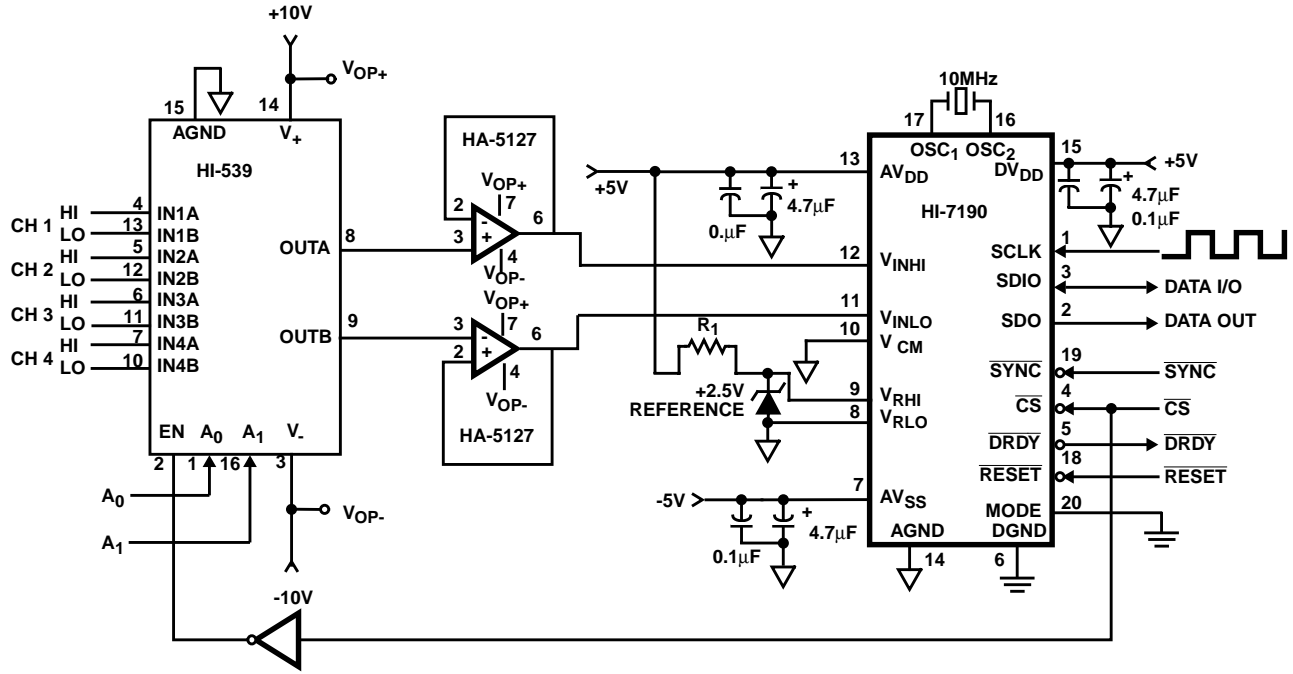 +10V
VOP+
15
14
AGND
V+
HI-539
CH 1
HI
4
IN1A
LO
13
IN1B
CH 2
HI
5
IN2A
LO
12
IN2B
CH 3
HI
6
IN3A
LO
11
IN3B
CH 4
HI
7
IN4A
LO
10
IN4B
OUTA
8
OUTB
9
EN
A0
A1
V-
2
1
16
3
A0
A1
VOP-
-10V
HA-5127
VOP+
7
2
-
6
3
+
4
VOP-
VOP+
7
3
-
6
2
+
4
VOP-
HA-5127
+5V
0.μF
+
4.7μF
R1
+2.5V
REFERENCE
-5V
0.1μF
+
4.7μF
10MHz
17
16
OSC1
OSC2
13
AVDD
15
DVDD
+5V
+
4.7μF
0.1μF
HI-7190
12
VINHI
11
VINLO
10
VCM
9
VRHI
8
VRLO
7
AVSS
AGND
14
SCLK
1
SDIO
3
DATA I/O
SDO
2
DATA OUT
SYNC
19
SYNC
CS
4
CS
DRDY
5
DRDY
RESET
18
RESET
MODE
20
DGND
6